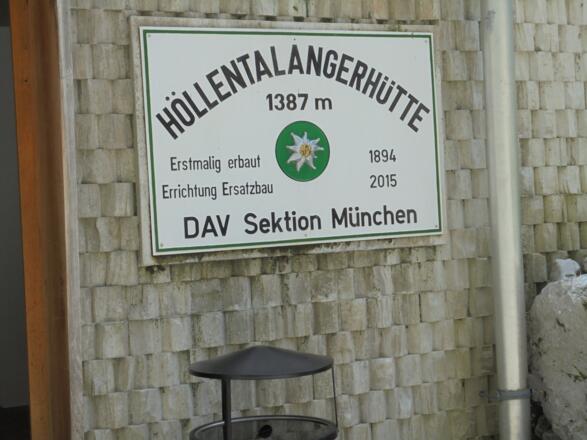 HÖLLENTALANGERHÜTTE
1387 m
Erstmalig erbaut 1894
Errichtung Ersatzbau 2015
DAV Sektion München